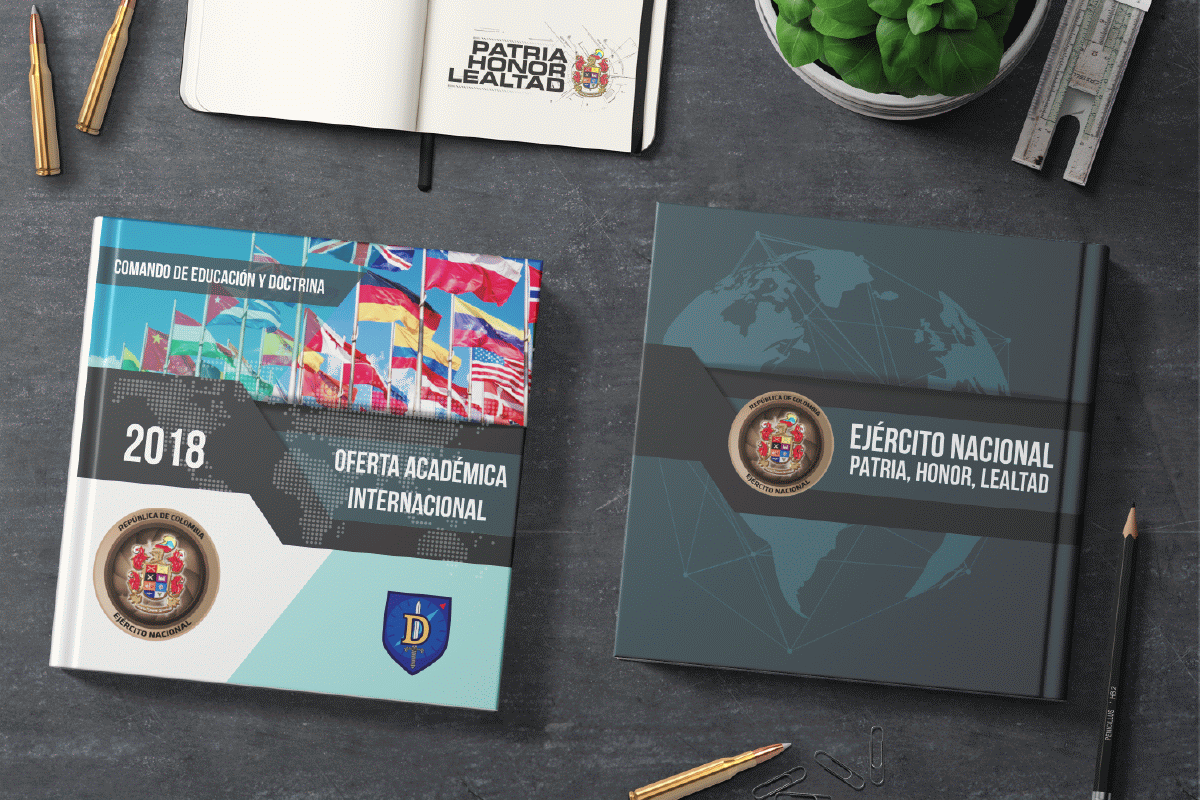 PATRIA
HONOR
LEALTAD
COMANDO DE EDUCACIÓN Y DOCTRINA
2018
OFERTA ACADÉMICA
INTERNACIONAL
REPÚBLICA DE COLOMBIA
EJÉRCITO NACIONAL
D
REPÚBLICA DE COLOMBIA
EJÉRCITO NACIONAL
EJÉRCITO NACIONAL
PATRIA, HONOR, LEALTAD